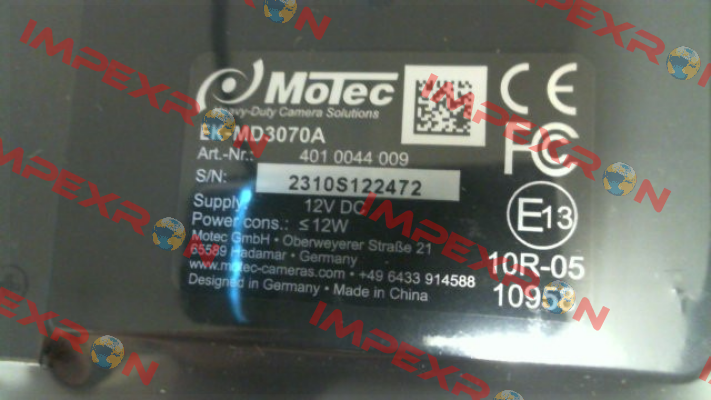 MOTEC
Heavy-Duty Camera Solutions
EK-MD3070A
Art.-Nr.: 401 0044 009
S/N: 2310S122472
Supply: 12V DC
Power cons.: ≤12W
Motec GmbH • Oberweyerer Straße 21
65589 Hadamar • Germany
www.motec-cameras.com • +49 6433 914588
Designed in Germany • Made in China
CE
FC
E13
10R-05
10958
IMPEXRON
IMPEXRON
IMPEXRON
IMPEXRON
IMPEXRON
IMPEXRON